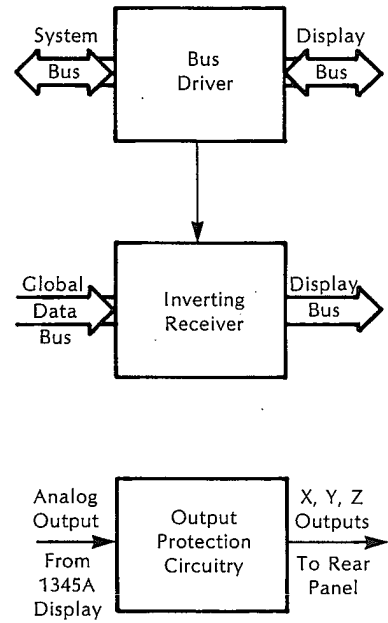 System
Bus
Bus
Driver
Display
Bus
Global
Data
Bus
Inverting
Receiver
Display
Bus
Analog
Output
From
1345A
Display
Output
Protection
Circuitry
X, Y, Z
Outputs
To Rear
Panel